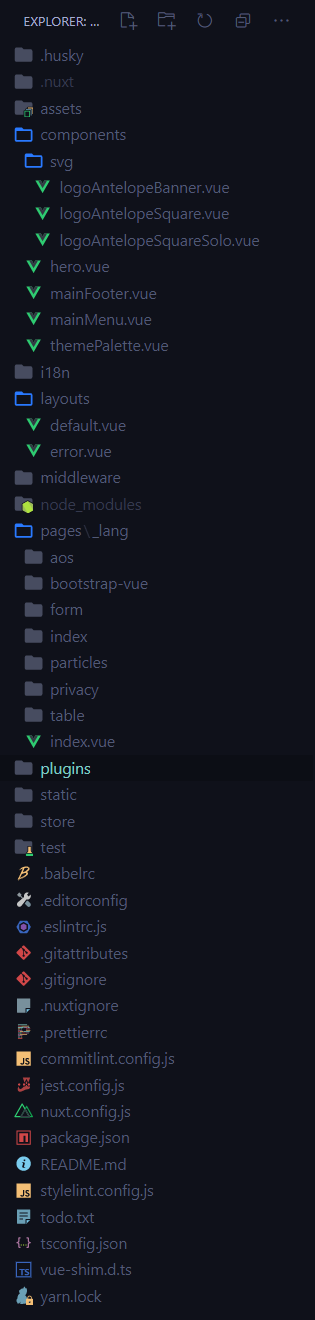 EXPLORER: ...
.husky
.nuxt
assets
components
svg
logoAntelopeBanner.vue
logoAntelopeSquare.vue
logoAntelopeSquareSolo.vue
hero.vue
mainFooter.vue
mainMenu.vue
themePalette.vue
i18n
layouts
default.vue
error.vue
middleware
node_modules
pages\_lang
aos
bootstrap-vue
form
index
particles
privacy
table
index.vue
plugins
static
store
test
.babelrc
.editorconfig
.eslintrc.js
.gitattributes
.gitignore
.nuxtignore
.prettierrc
JS commitlint.config.js
jest.config.js
nuxt.config.js
package.json
README.md
JS stylelint.config.js
todo.txt
tsconfig.json
TS vue-shim.d.ts
yarn.lock